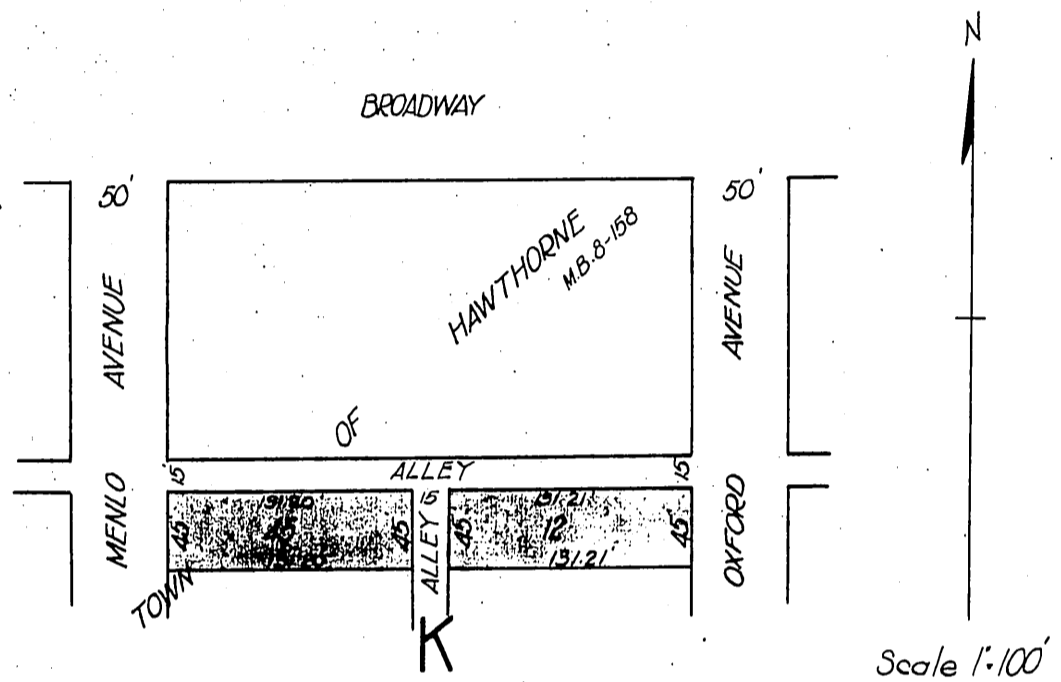 N
BROADWAY
50'
50'
MENLO AVENUE
OXFORD AVENUE
TOWN OF HAWTHORNE
M.B. 8-158
15'
ALLEY
15'
15
ALLEY
45'
45'
45'
131.21'
12
131.21'
45'
K
Scale 1"=100'